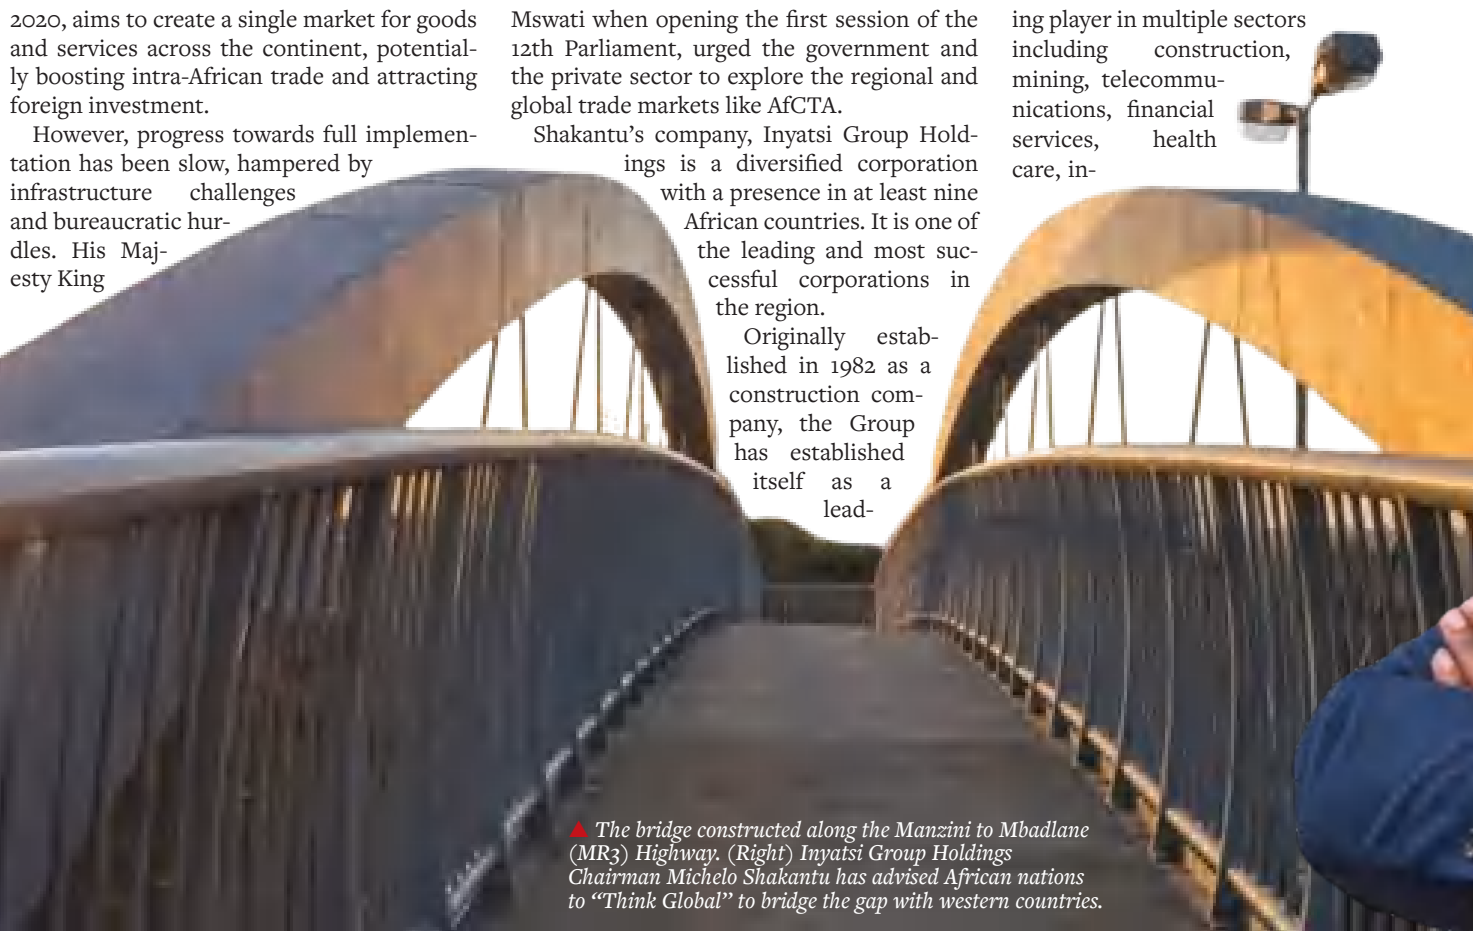 2020, aims to create a single market for goods
and services across the continent, potential-
ly boosting intra-African trade and attracting
foreign investment.
However, progress towards full implemen-
tation has been slow, hampered by
infrastructure challenges
and bureaucratic hur-
dles. His Maj-
esty King
Mswati when opening the first session of the
12th Parliament, urged the government and
the private sector to explore the regional and
global trade markets like AfCTA.
Shakantu’s company, Inyatsi Group Hold-
ings is a diversified corporation
with a presence in at least nine
African countries. It is one of
the leading and most suc-
cessful corporations in
the region.
Originally estab-
lished in 1982 as a
construction com-
pany, the Group
has established
itself as a
lead-
ing player in multiple sectors
including construction,
mining, telecommu-
nications, financial
services, health
care, in-
▲ The bridge constructed along the Manzini to Mbadlane
(MR3) Highway. (Right) Inyatsi Group Holdings
Chairman Michelo Shakantu has advised African nations
to “Think Global” to bridge the gap with western countries.